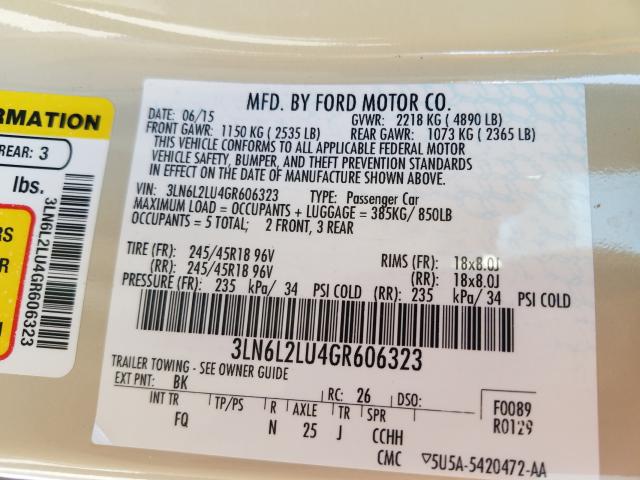 MFD. BY FORD MOTOR CO.
DATE: 06/15 GVWR: 2218 KG ( 4890 LB)
FRONT GAWR: 1150 KG ( 2535 LB) REAR GAWR: 1073 KG ( 2365 LB)
THIS VEHICLE CONFORMS TO ALL APPLICABLE FEDERAL MOTOR
VEHICLE SAFETY, BUMPER, AND THEFT PREVENTION STANDARDS
IN EFFECT ON THE DATE OF MANUFACTURE SHOWN ABOVE.
VIN: 3LN6L2LU4GR606323 TYPE: Passenger Car
MAXIMUM LOAD = OCCUPANTS + LUGGAGE = 385KG/ 850LB
OCCUPANTS = 5 TOTAL; 2 FRONT, 3 REAR
TIRE (FR): 245/45R18 96V RIMS (FR): 18x8.0J
(RR): 245/45R18 96V (RR): 18x8.0J
PRESSURE (FR): 235 kPa/ 34 PSI COLD (RR): 235 kPa/ 34 PSI COLD
3LN6L2LU4GR606323
TRAILER TOWING - SEE OWNER GUIDE
EXT PNT: BK RC: 26 DSO:
INT TR TP/PS R AXLE TR SPR F0089
FQ N 25 J CCHH R0129
CMC ▽5U5A-5420472-AA
ORMATION
REAR: 3
lbs.
3LN6L2LU4GR606323
RS
R